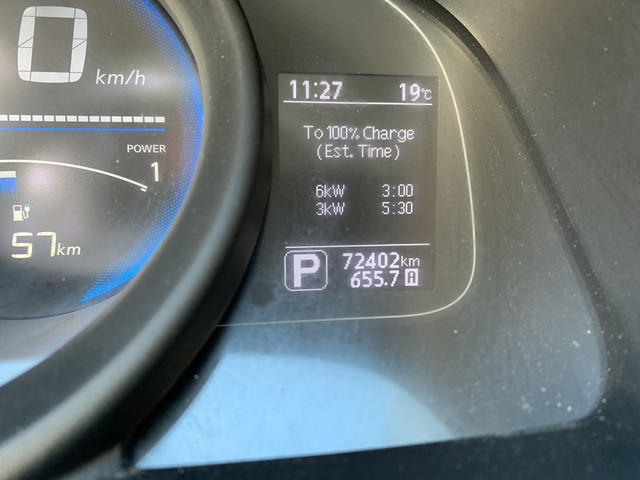 0
km/h
POWER
1
57km
11:27 19°C
To 100% Charge
(Est. Time)
6kW 3:00
3kW 5:30
P
72402km
655.7 A